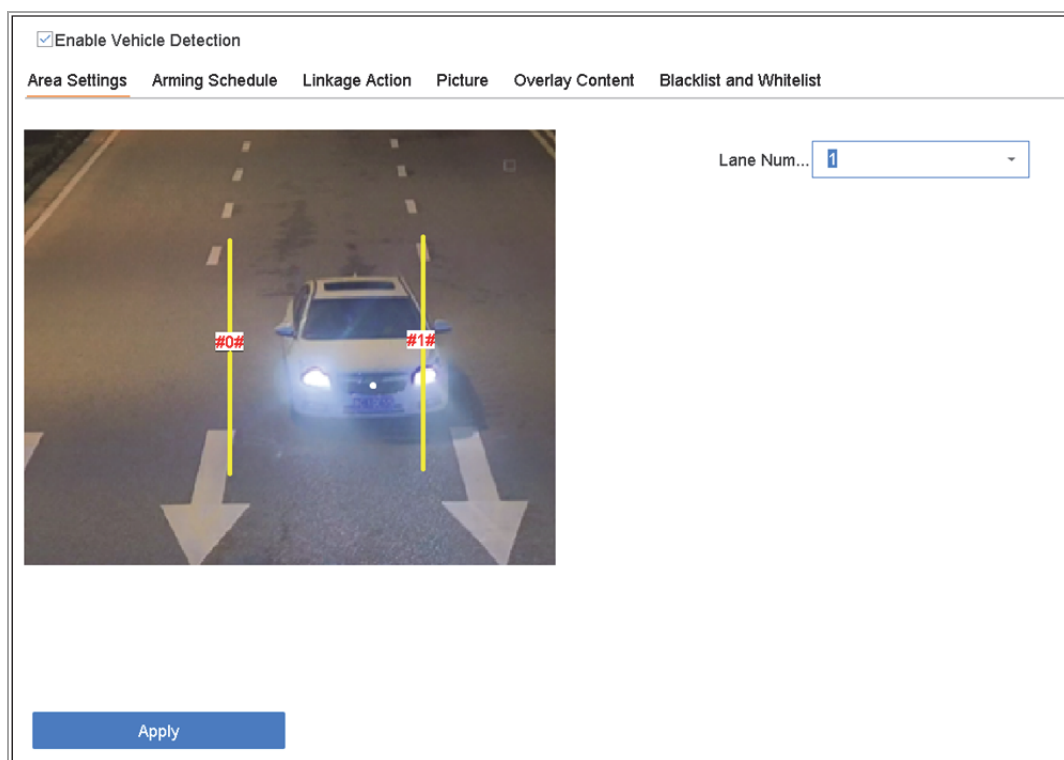 Enable Vehicle Detection
Area Settings Arming Schedule Linkage Action Picture Overlay Content Blacklist and Whitelist
Lane Num... 1
#0# #1#
Apply